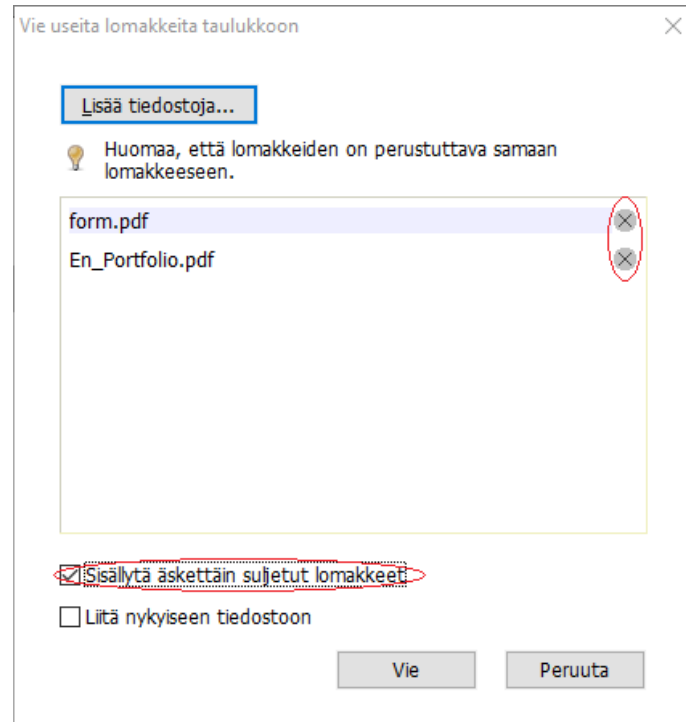 Vie useita lomakkeita taulukkoon
Lisää tiedostoja...
Huomaa, että lomakkeiden on perustuttava samaan
lomakkeeseen.
form.pdf
En_Portfolio.pdf
Sisällytä äskettäin suljetut lomakkeet
Liitä nykyiseen tiedostoon
Vie
Peruuta